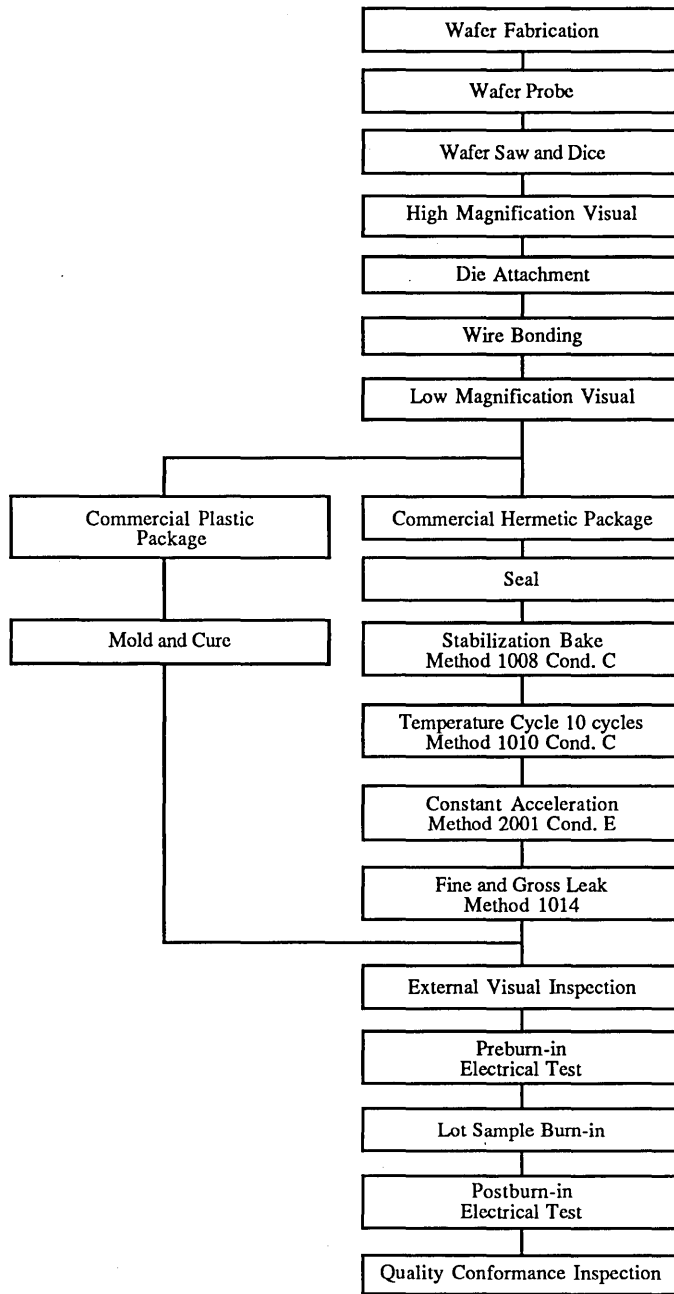 Wafer Fabrication
Wafer Probe
Wafer Saw and Dice
High Magnification Visual
Die Attachment
Wire Bonding
Low Magnification Visual
Commercial Plastic
Package
Mold and Cure
Commercial Hermetic Package
Seal
Stabilization Bake
Method 1008 Cond. C
Temperature Cycle 10 cycles
Method 1010 Cond. C
Constant Acceleration
Method 2001 Cond. E
Fine and Gross Leak
Method 1014
External Visual Inspection
Preburn-in
Electrical Test
Lot Sample Burn-in
Postburn-in
Electrical Test
Quality Conformance Inspection